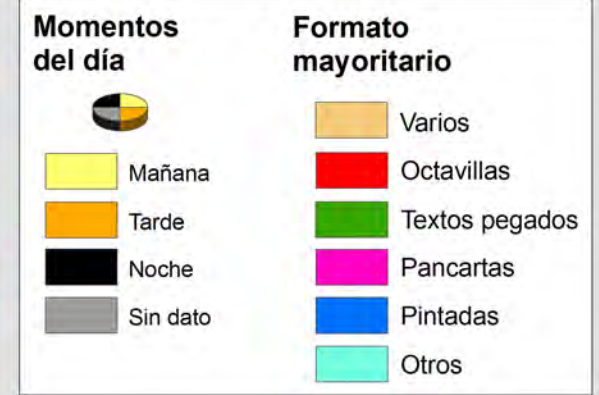 Momentos
del día
Mañana
Tarde
Noche
Sin dato
Formato
mayoritario
Varios
Octavillas
Textos pegados
Pancartas
Pintadas
Otros